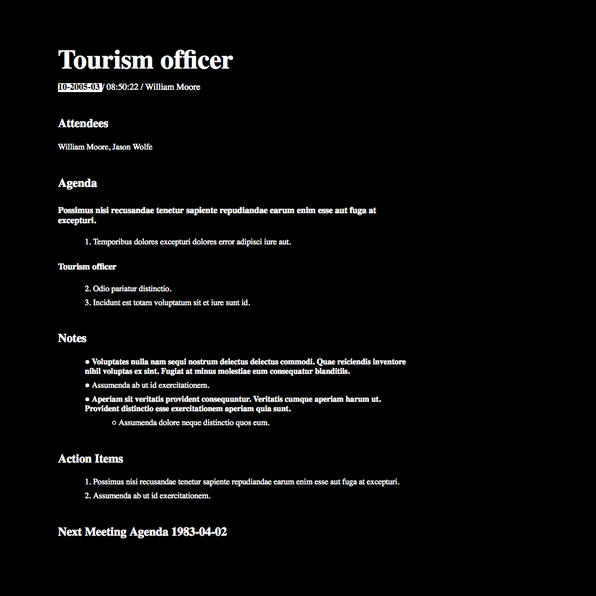 Tourism officer
10-2005-03 / 08:50:22 / William Moore
Attendees
William Moore, Jason Wolfe
Agenda
Possimus nisi recusandae tenetur sapiente repudiandae earum enim esse aut fuga at
excepturi.
1. Temporibus dolores excepturi dolores error adipisci iure aut.
Tourism officer
2. Odio pariatur distinctio.
3. Incidunt est totam voluptatum sit et iure sunt id.
Notes
● Voluptates nulla nam sequi nostrum delectus delectus commodi. Quae reiciendis inventore
nihil voluptas ex sint. Fugiat at minus molestiae eum consequatur blanditiis.
● Assumenda ab ut id exercitationem.
● Aperiam sit veritatis provident consequuntur. Veritatis cumque aperiam harum ut.
Provident distinctio esse exercitationem aperiam quia sunt.
○ Assumenda dolore neque distinctio quos eum.
Action Items
1. Possimus nisi recusandae tenetur sapiente repudiandae earum enim esse aut fuga at excepturi.
2. Assumenda ab ut id exercitationem.
Next Meeting Agenda 1983-04-02